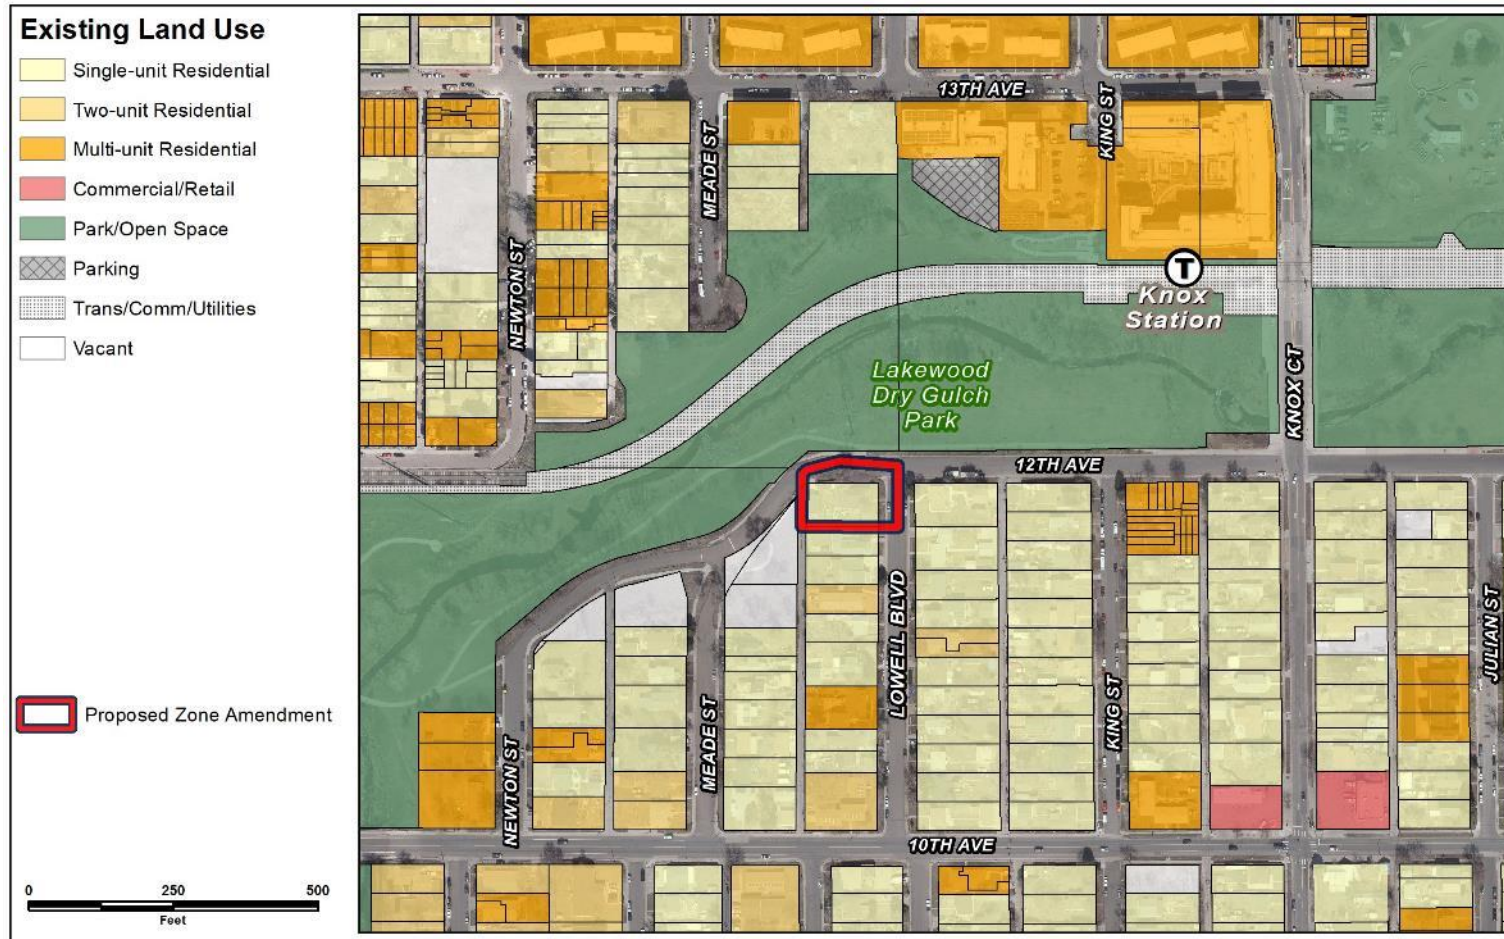 Existing Land Use
Single-unit Residential
Two-unit Residential
Multi-unit Residential
Commercial/Retail
Park/Open Space
Parking
Trans/Comm/Utilities
Vacant
Proposed Zone Amendment
0 250 500
Feet
13TH AVE
KING ST
MEADE ST
NEWTON ST
T
Knox
Station
KNOX CT
Lakewood
Dry Gulch
Park
12TH AVE
LOWELL BLVD
JULIAN ST
KING ST
MEADE ST
NEWTON ST
10TH AVE